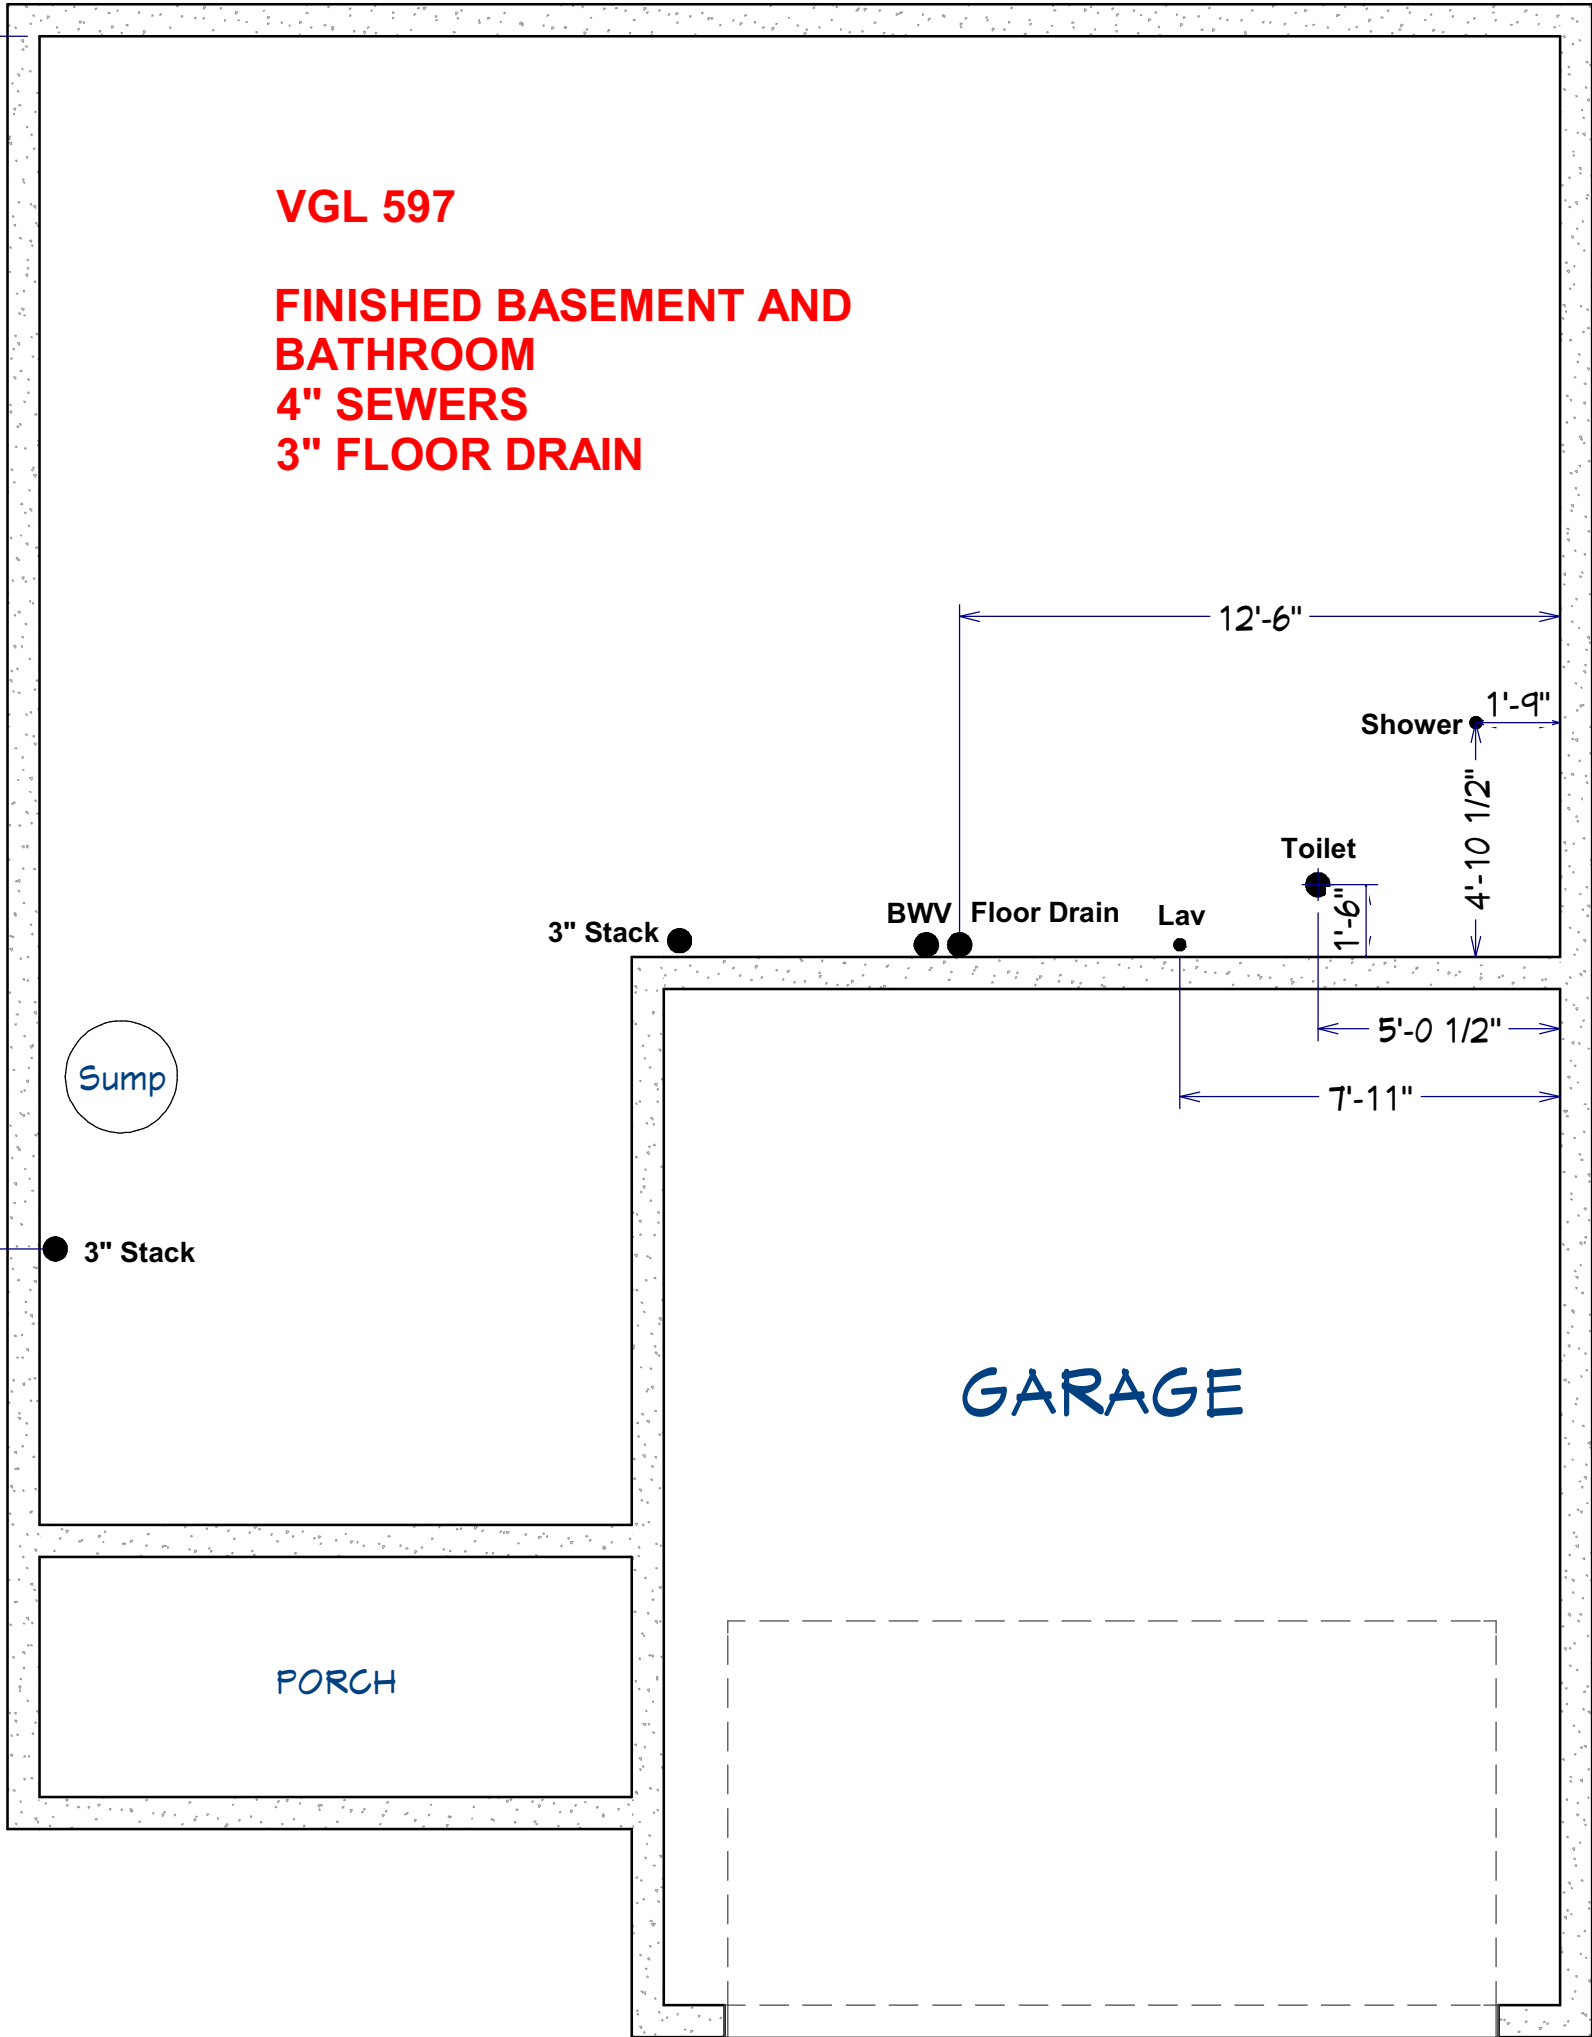 VGL 597
FINISHED BASEMENT AND
BATHROOM
4" SEWERS
3" FLOOR DRAIN
12'-6"
1'-9"
Shower
4'-10 1/2"
Toilet
1'-6"
BWV
Floor Drain
Lav
3" Stack
5'-0 1/2"
7'-11"
Sump
3" Stack
GARAGE
PORCH